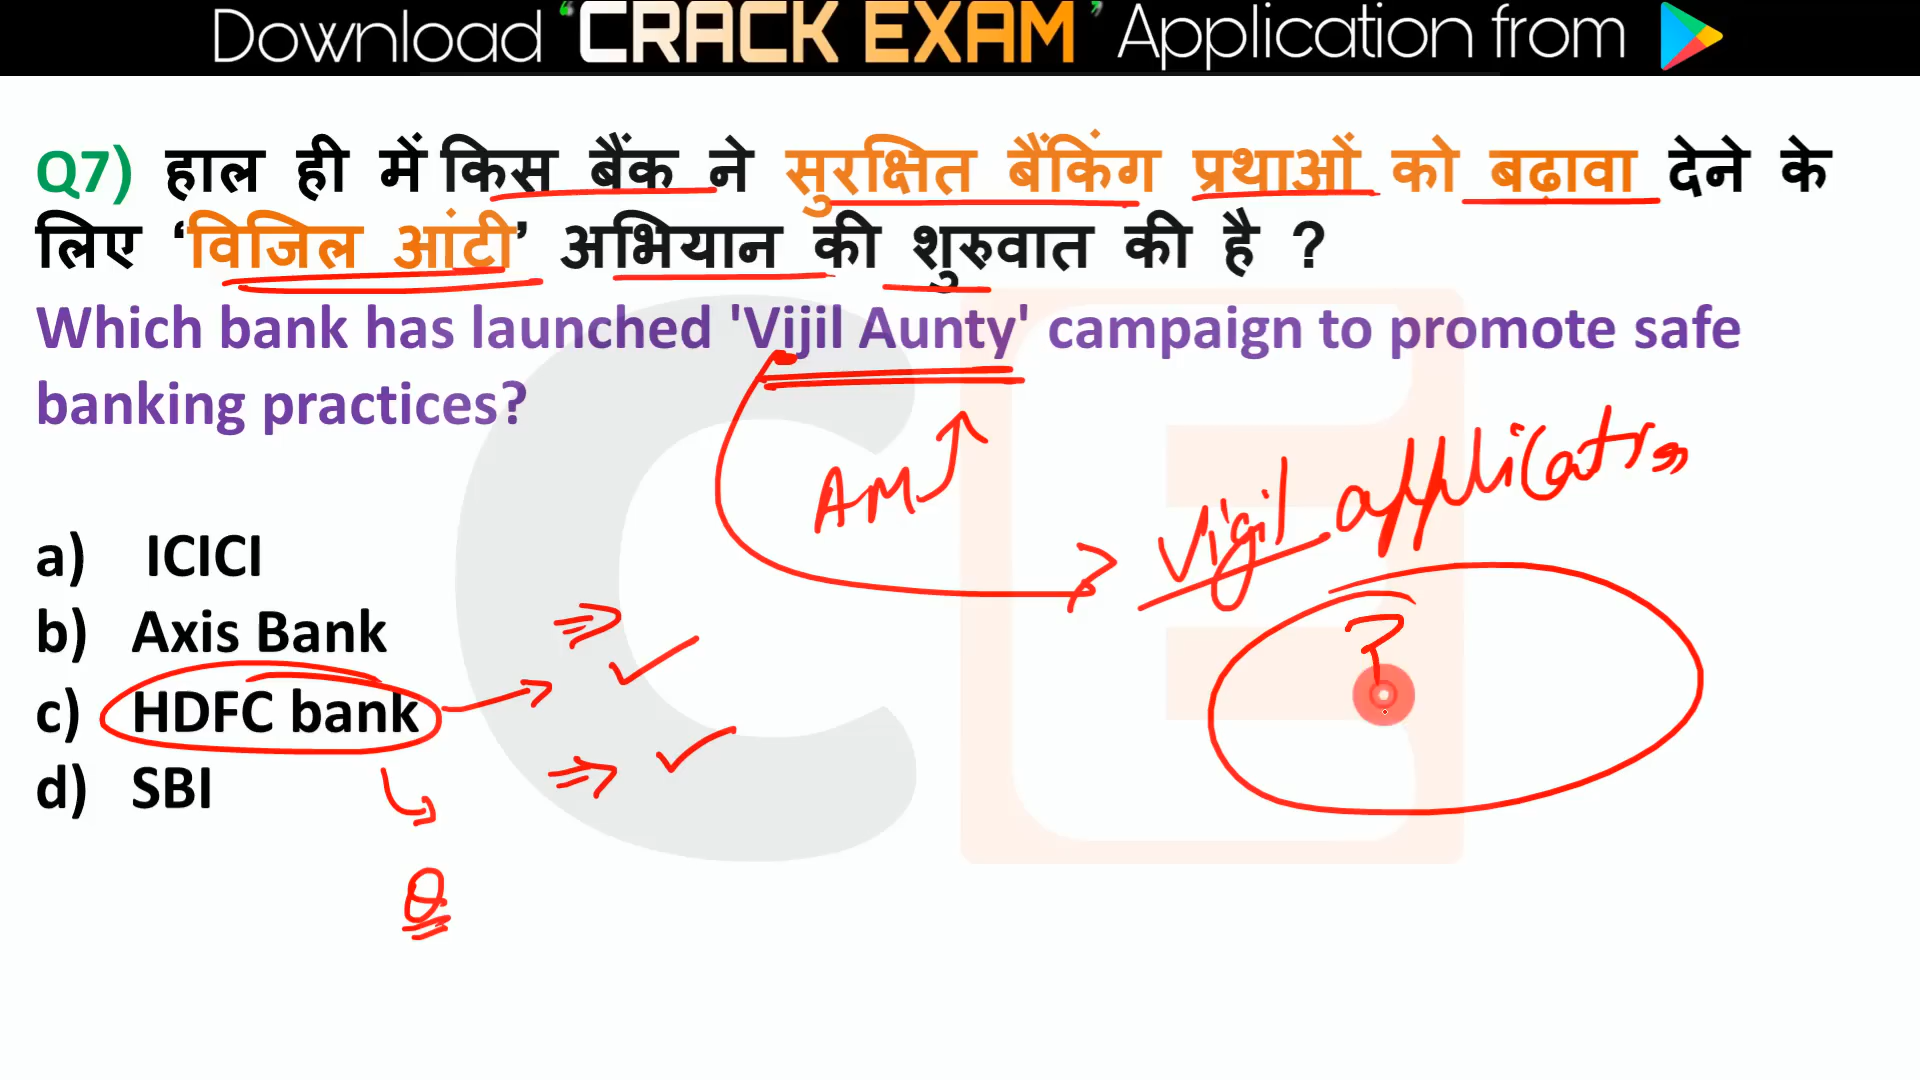 Download ‘CRACK EXAM’ Application from
Q7) हाल ही में किस बैंक ने सुरक्षित बैंकिंग प्रथाओं को बढ़ावा देने के
लिए ‘विजिल आंटी’ अभियान की शुरुवात की है ?
Which bank has launched 'Vijil Aunty' campaign to promote safe
banking practices?
AM
Vigil application
a) ICICI
b) Axis Bank
?
c) HDFC bank
d) SBI